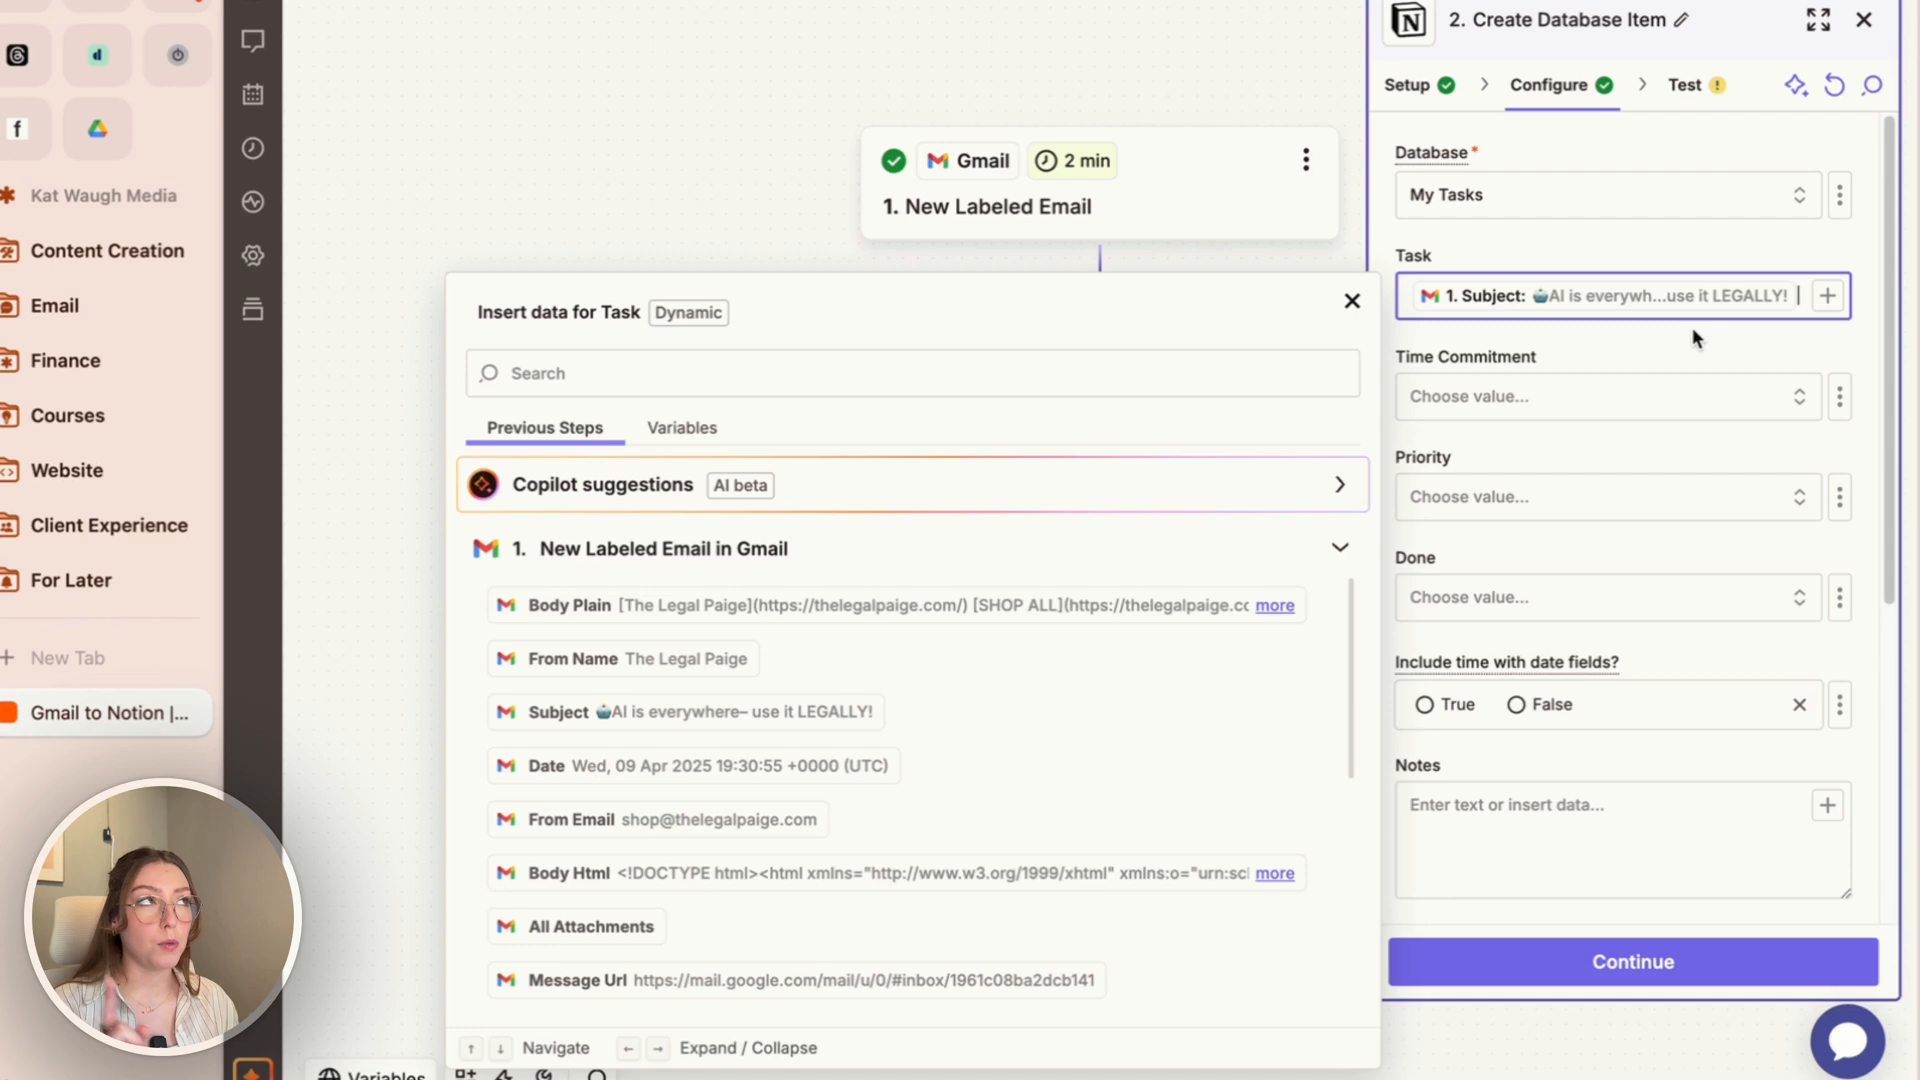 Kat Waugh Media
Content Creation
Email
Finance
Courses
Website
Client Experience
For Later
New Tab
Gmail to Notion |...
Gmail
2 min
1. New Labeled Email
Insert data for Task
Dynamic
Search
Previous Steps
Variables
Copilot suggestions
AI beta
1. New Labeled Email in Gmail
Body Plain [The Legal Paige](https://thelegalpaige.com/) [SHOP ALL](https://thelegalpaige.cc more
From Name The Legal Paige
Subject 🤖AI is everywhere– use it LEGALLY!
Date Wed, 09 Apr 2025 19:30:55 +0000 (UTC)
From Email shop@thelegalpaige.com
Body Html <!DOCTYPE html><html xmlns="http://www.w3.org/1999/xhtml" xmlns:o="urn:scl more
All Attachments
Message Url https://mail.google.com/mail/u/0/#inbox/1961c08ba2dcb141
↑ ↓ Navigate ← → Expand / Collapse
Variables
2. Create Database Item
Setup
Configure
Test
Database*
My Tasks
Task
1. Subject: 🤖AI is everywh...use it LEGALLY!
Time Commitment
Choose value...
Priority
Choose value...
Done
Choose value...
Include time with date fields?
True
False
Notes
Enter text or insert data...
Continue